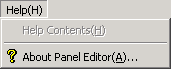 Help(H)
Help Contents(H)
About Panel Editor(A)...